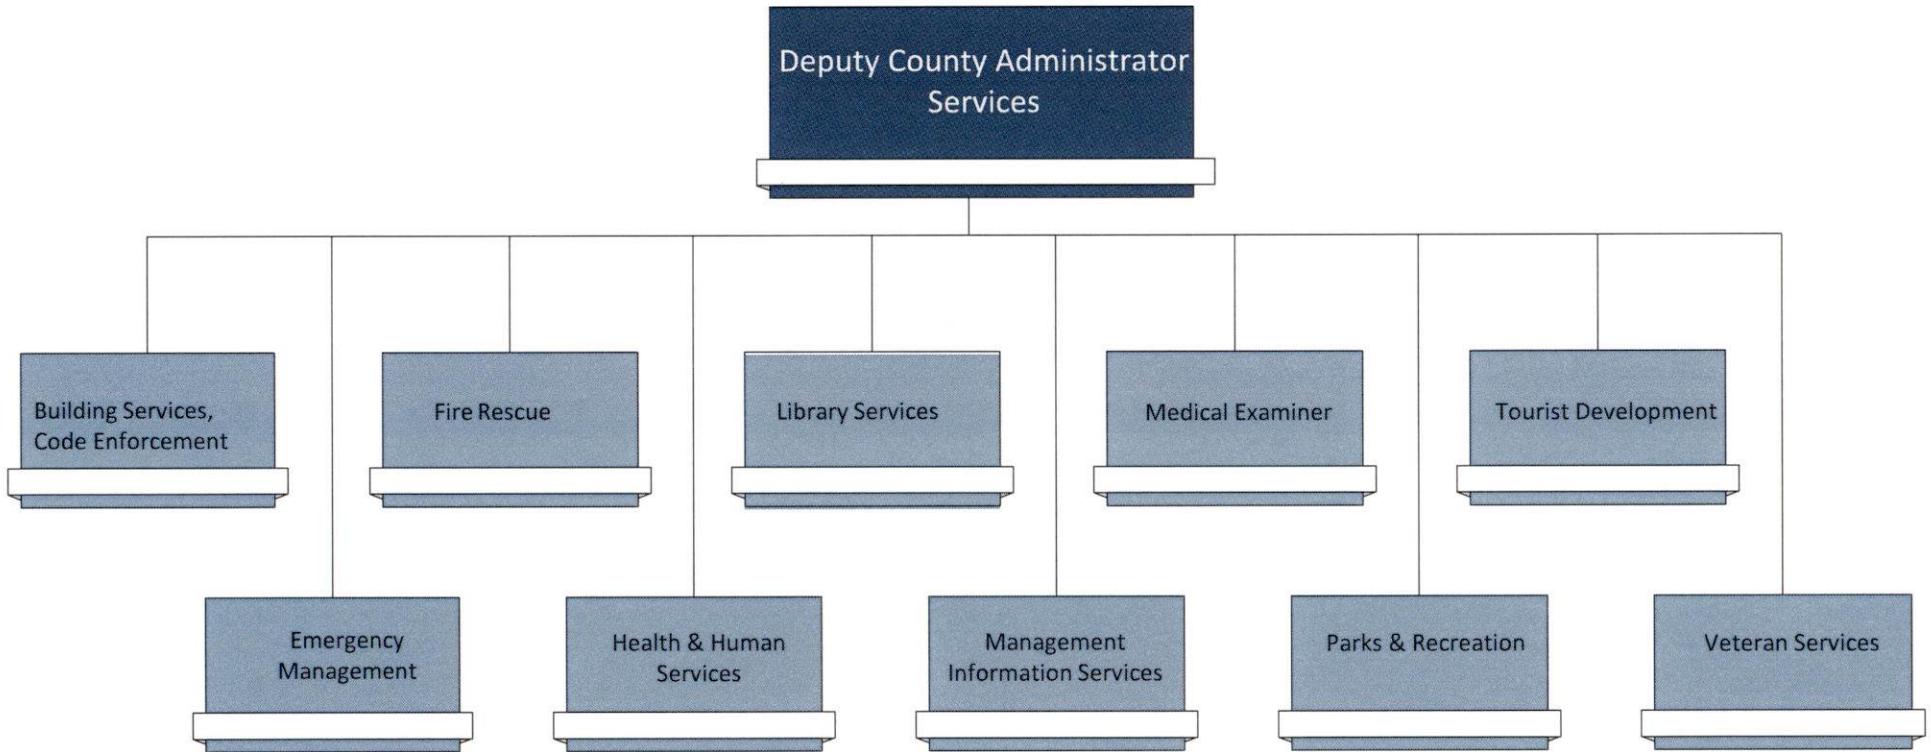 Deputy County Administrator
Services
Building Services,
Code Enforcement
Fire Rescue
Library Services
Medical Examiner
Tourist Development
Emergency
Management
Health & Human
Services
Management
Information Services
Parks & Recreation
Veteran Services